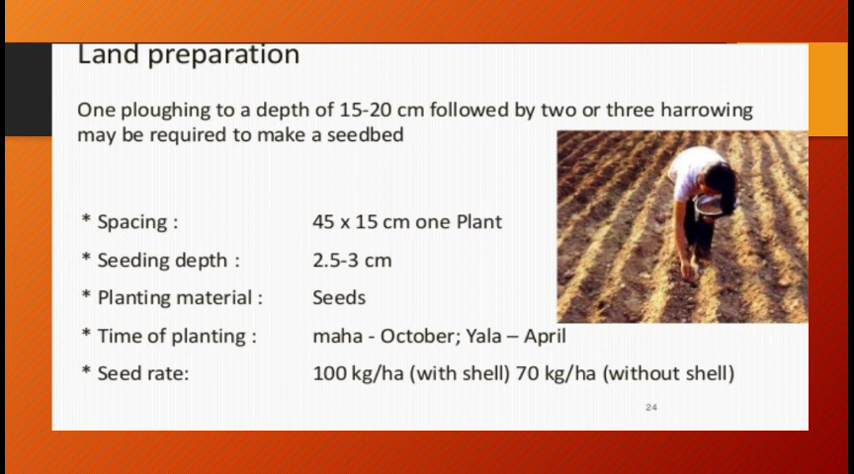 Land preparation
One ploughing to a depth of 15-20 cm followed by two or three harrowing
may be required to make a seedbed
* Spacing : 45 x 15 cm one Plant
* Seeding depth : 2.5-3 cm
* Planting material : Seeds
* Time of planting : maha - October; Yala – April
* Seed rate: 100 kg/ha (with shell) 70 kg/ha (without shell)
24